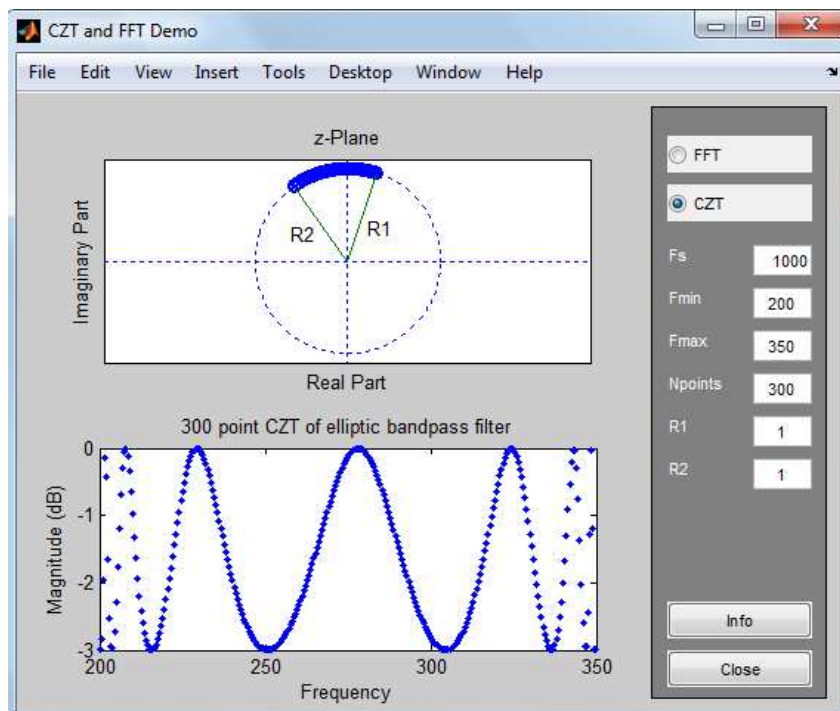 CZT and FFT Demo
File Edit View Insert Tools Desktop Window Help
z-Plane
Imaginary Part
R2
R1
Real Part
300 point CZT of elliptic bandpass filter
Magnitude (dB)
0
-1
-2
-3
200 250 300 350
Frequency
FFT
CZT
Fs 1000
Fmin 200
Fmax 350
Npoints 300
R1 1
R2 1
Info
Close